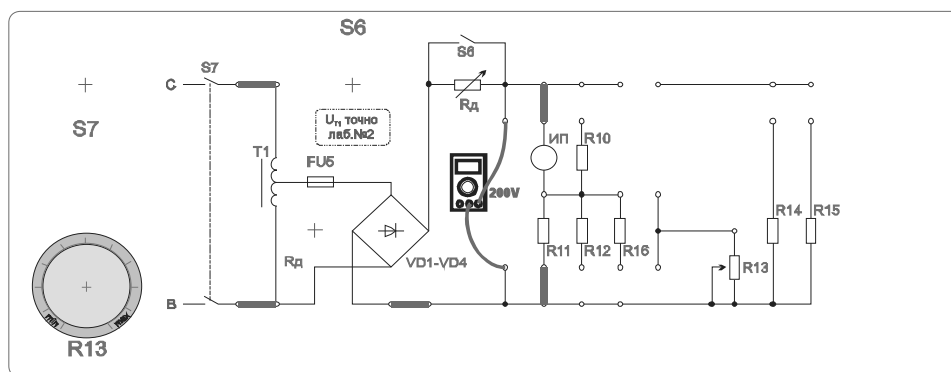 S6
S6
C
S7
Rд
S7
Uт1 точно
лаб.№2
ИП
R10
T1
FU5
200V
R14
R15
Rд
VD1-VD4
R11
R12
R16
R13
B
min
max
R13